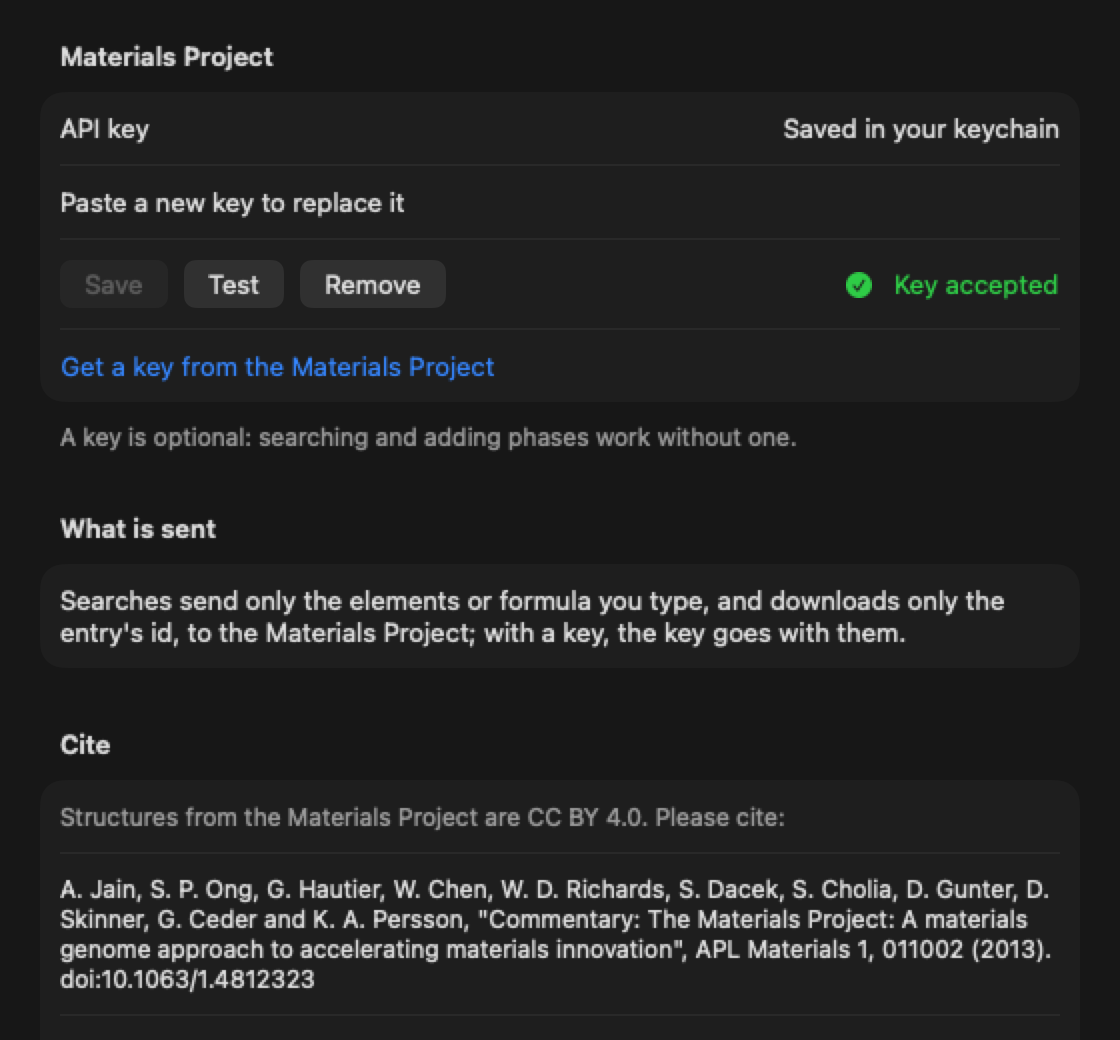 Materials Project
API key
Saved in your keychain
Paste a new key to replace it
Save
Test
Remove
Key accepted
Get a key from the Materials Project
A key is optional: searching and adding phases work without one.
What is sent
Searches send only the elements or formula you type, and downloads only the
entry's id, to the Materials Project; with a key, the key goes with them.
Cite
Structures from the Materials Project are CC BY 4.0. Please cite:
A. Jain, S. P. Ong, G. Hautier, W. Chen, W. D. Richards, S. Dacek, S. Cholia, D. Gunter, D.
Skinner, G. Ceder and K. A. Persson, "Commentary: The Materials Project: A materials
genome approach to accelerating materials innovation", APL Materials 1, 011002 (2013).
doi:10.1063/1.4812323